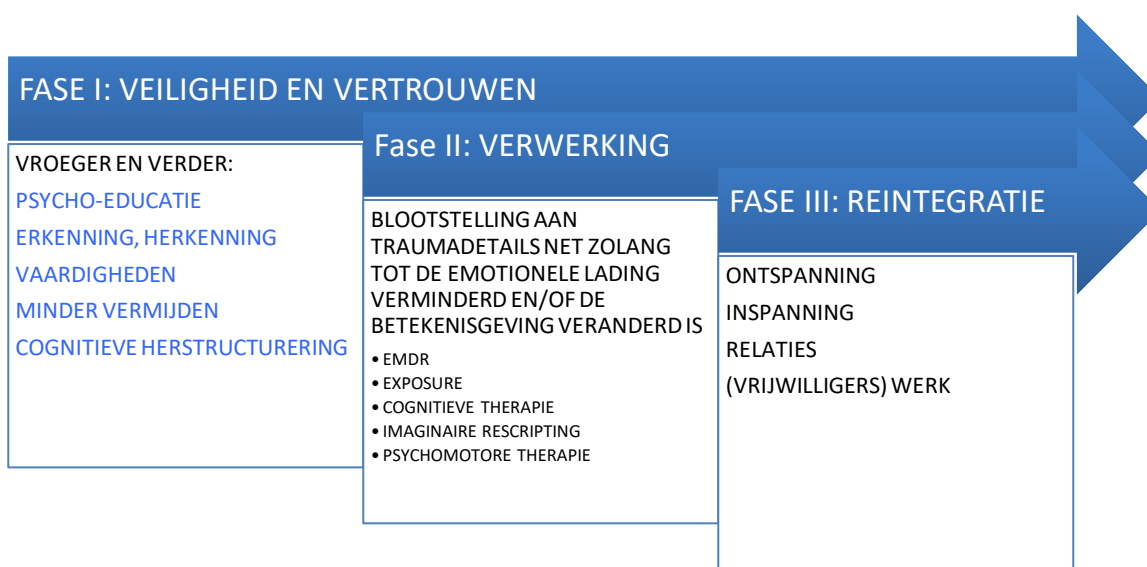 FASE I: VEILIGHEID EN VERTROUWEN
VROEGER EN VERDER:
PSYCHO-EDUCATIE
ERKENNING, HERKENNING
VAARDIGHEDEN
MINDER VERMIJDEN
COGNITIEVE HERSTRUCTURERING
Fase II: VERWERKING
BLOOTSTELLING AAN
TRAUMADETAILS NET ZOLANG
TOT DE EMOTIONELE LADING
VERMINDERD EN/OF DE
BETEKENISGEVING VERANDERD IS
• EMDR
• EXPOSURE
• COGNITIEVE THERAPIE
• IMAGINAIRE RESCRIPTING
• PSYCHOMOTORE THERAPIE
FASE III: REINTEGRATIE
ONTSPANNING
INSPANNING
RELATIES
(VRIJWILLIGERS) WERK